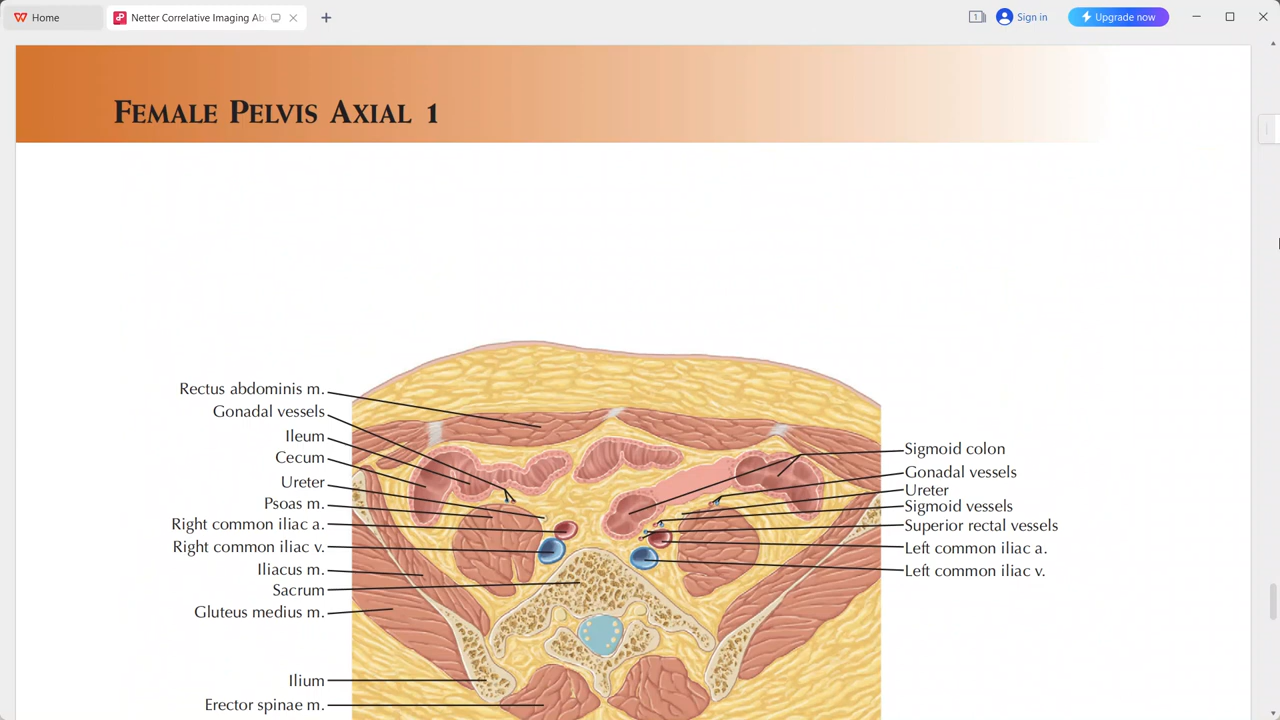 Home
Netter Correlative Imaging Ab
1
Sign in
Upgrade now
FEMALE PELVIS AXIAL 1
Rectus abdominis m.
Gonadal vessels
Ileum
Cecum
Ureter
Psoas m.
Right common iliac a.
Right common iliac v.
Iliacus m.
Sacrum
Gluteus medius m.
Ilium
Erector spinae m.
Sigmoid colon
Gonadal vessels
Ureter
Sigmoid vessels
Superior rectal vessels
Left common iliac a.
Left common iliac v.